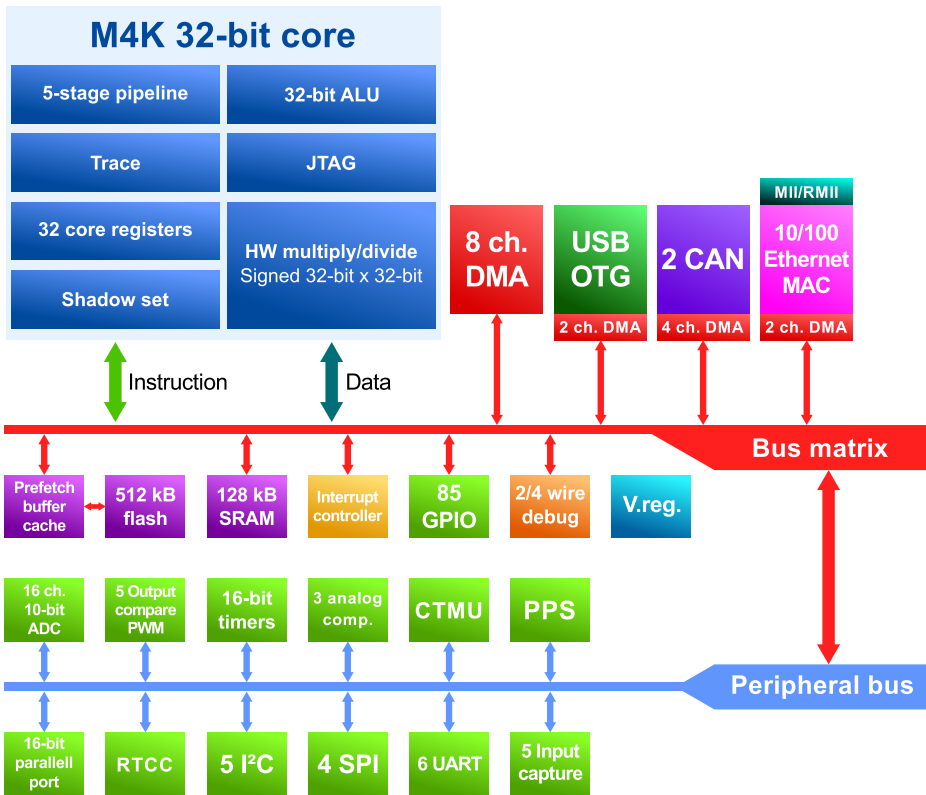 M4K 32-bit core
5-stage pipeline
32-bit ALU
Trace
JTAG
32 core registers
HW multiply/divide
Signed 32-bit x 32-bit
Shadow set
8 ch.
DMA
USB
OTG
2 ch. DMA
2 CAN
4 ch. DMA
MII/RMII
10/100
Ethernet
MAC
2 ch. DMA
Instruction
Data
Bus matrix
Prefetch
buffer
cache
512 kB
flash
128 kB
SRAM
Interrupt
controller
85
GPIO
2/4 wire
debug
V.reg.
16 ch.
10-bit
ADC
5 Output
compare
PWM
16-bit
timers
3 analog
comp.
CTMU
PPS
Peripheral bus
16-bit
parallell
port
RTCC
5 I²C
4 SPI
6 UART
5 Input
capture